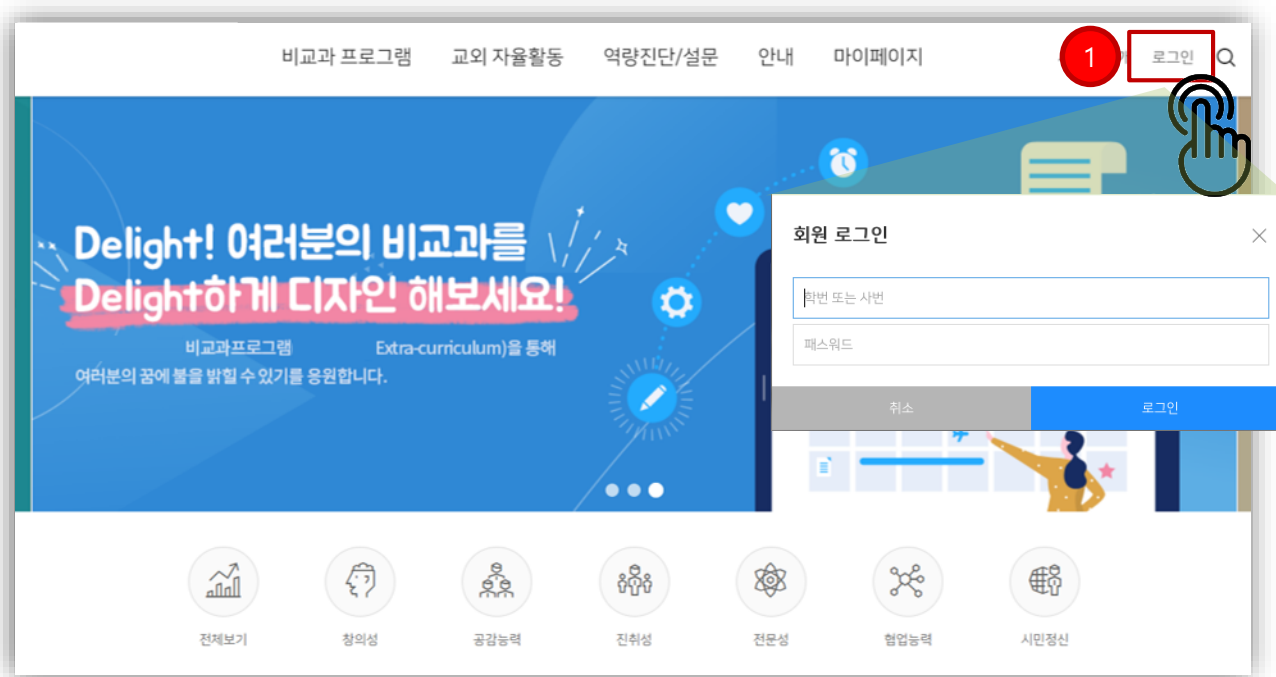 비교과 프로그램 교외 자율활동 역량진단/설문 안내 마이페이지 1 로그인
Delight! 여러분의 비교과를
Delight하게 디자인 해보세요!
비교과프로그램 Extra-curriculum)을 통해
여러분의 꿈에 불을 밝힐 수 있기를 응원합니다.
회원 로그인
학번 또는 사번
패스워드
취소 로그인
전체보기 창의성 공감능력 진취성 전문성 협업능력 시민정신